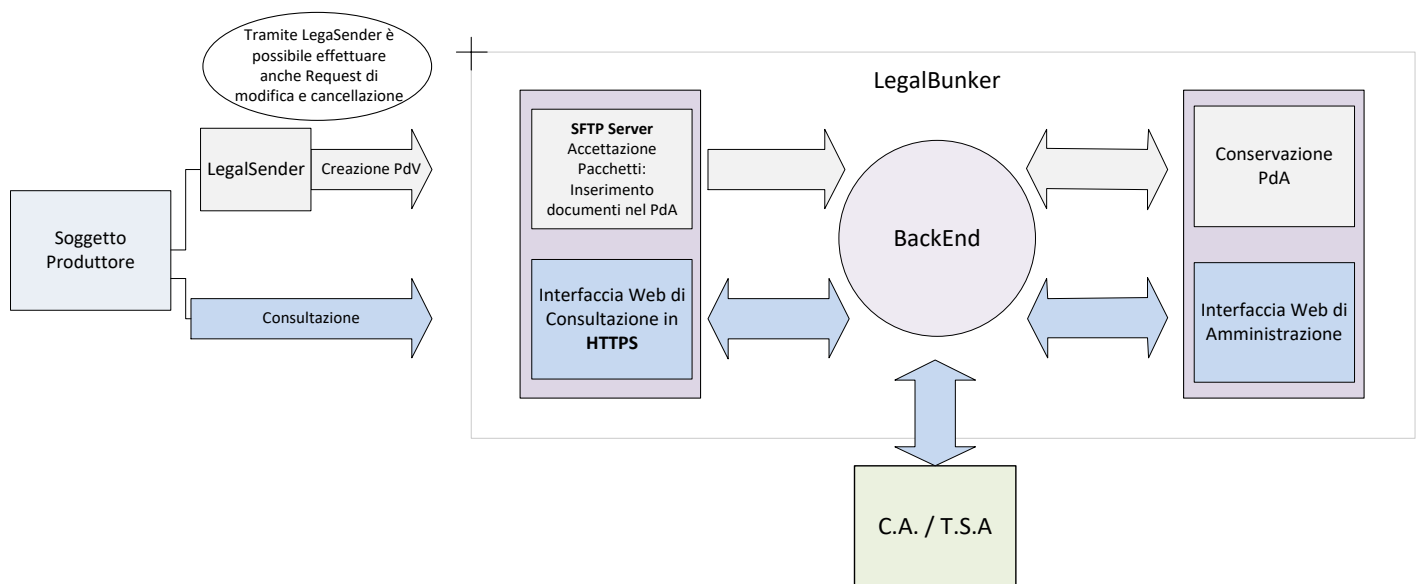 Tramite LegaSender è
possibile effettuare
anche Request di
modifica e cancellazione
LegalBunker
LegalSender
Creazione PdV
SFTP Server
Accettazione
Pacchetti:
Inserimento
documenti nel PdA
Conservazione
PdA
Soggetto
Produttore
BackEnd
Consultazione
Interfaccia Web di
Consultazione in
HTTPS
Interfaccia Web di
Amministrazione
C.A. / T.S.A